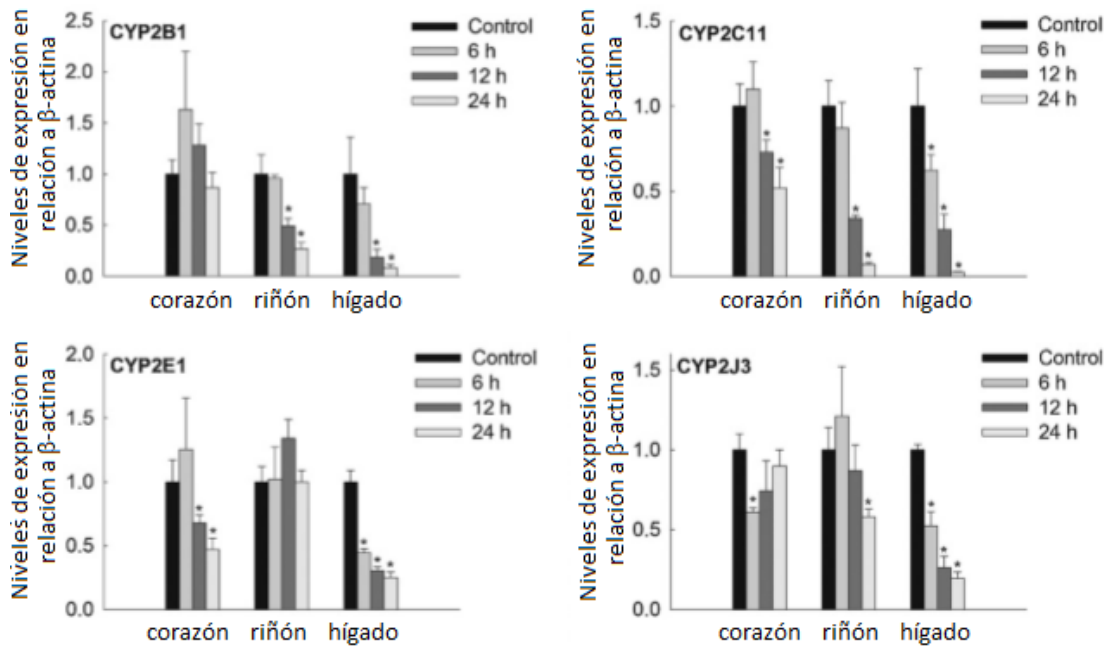 CYP2B1
Control
6 h
12 h
24 h
Niveles de expresión en
relación a β-actina
2.5
2.0
1.5
1.0
0.5
0.0
* * * *
corazón riñón hígado
CYP2C11
Control
6 h
12 h
24 h
Niveles de expresión en
relación a β-actina
1.5
1.0
0.5
0.0
* * * * * * *
corazón riñón hígado
CYP2E1
Control
6 h
12 h
24 h
Niveles de expresión en
relación a β-actina
2.0
1.5
1.0
0.5
0.0
* * * * *
corazón riñón hígado
CYP2J3
Control
6 h
12 h
24 h
Niveles de expresión en
relación a β-actina
1.5
1.0
0.5
0.0
* * * * *
corazón riñón hígado